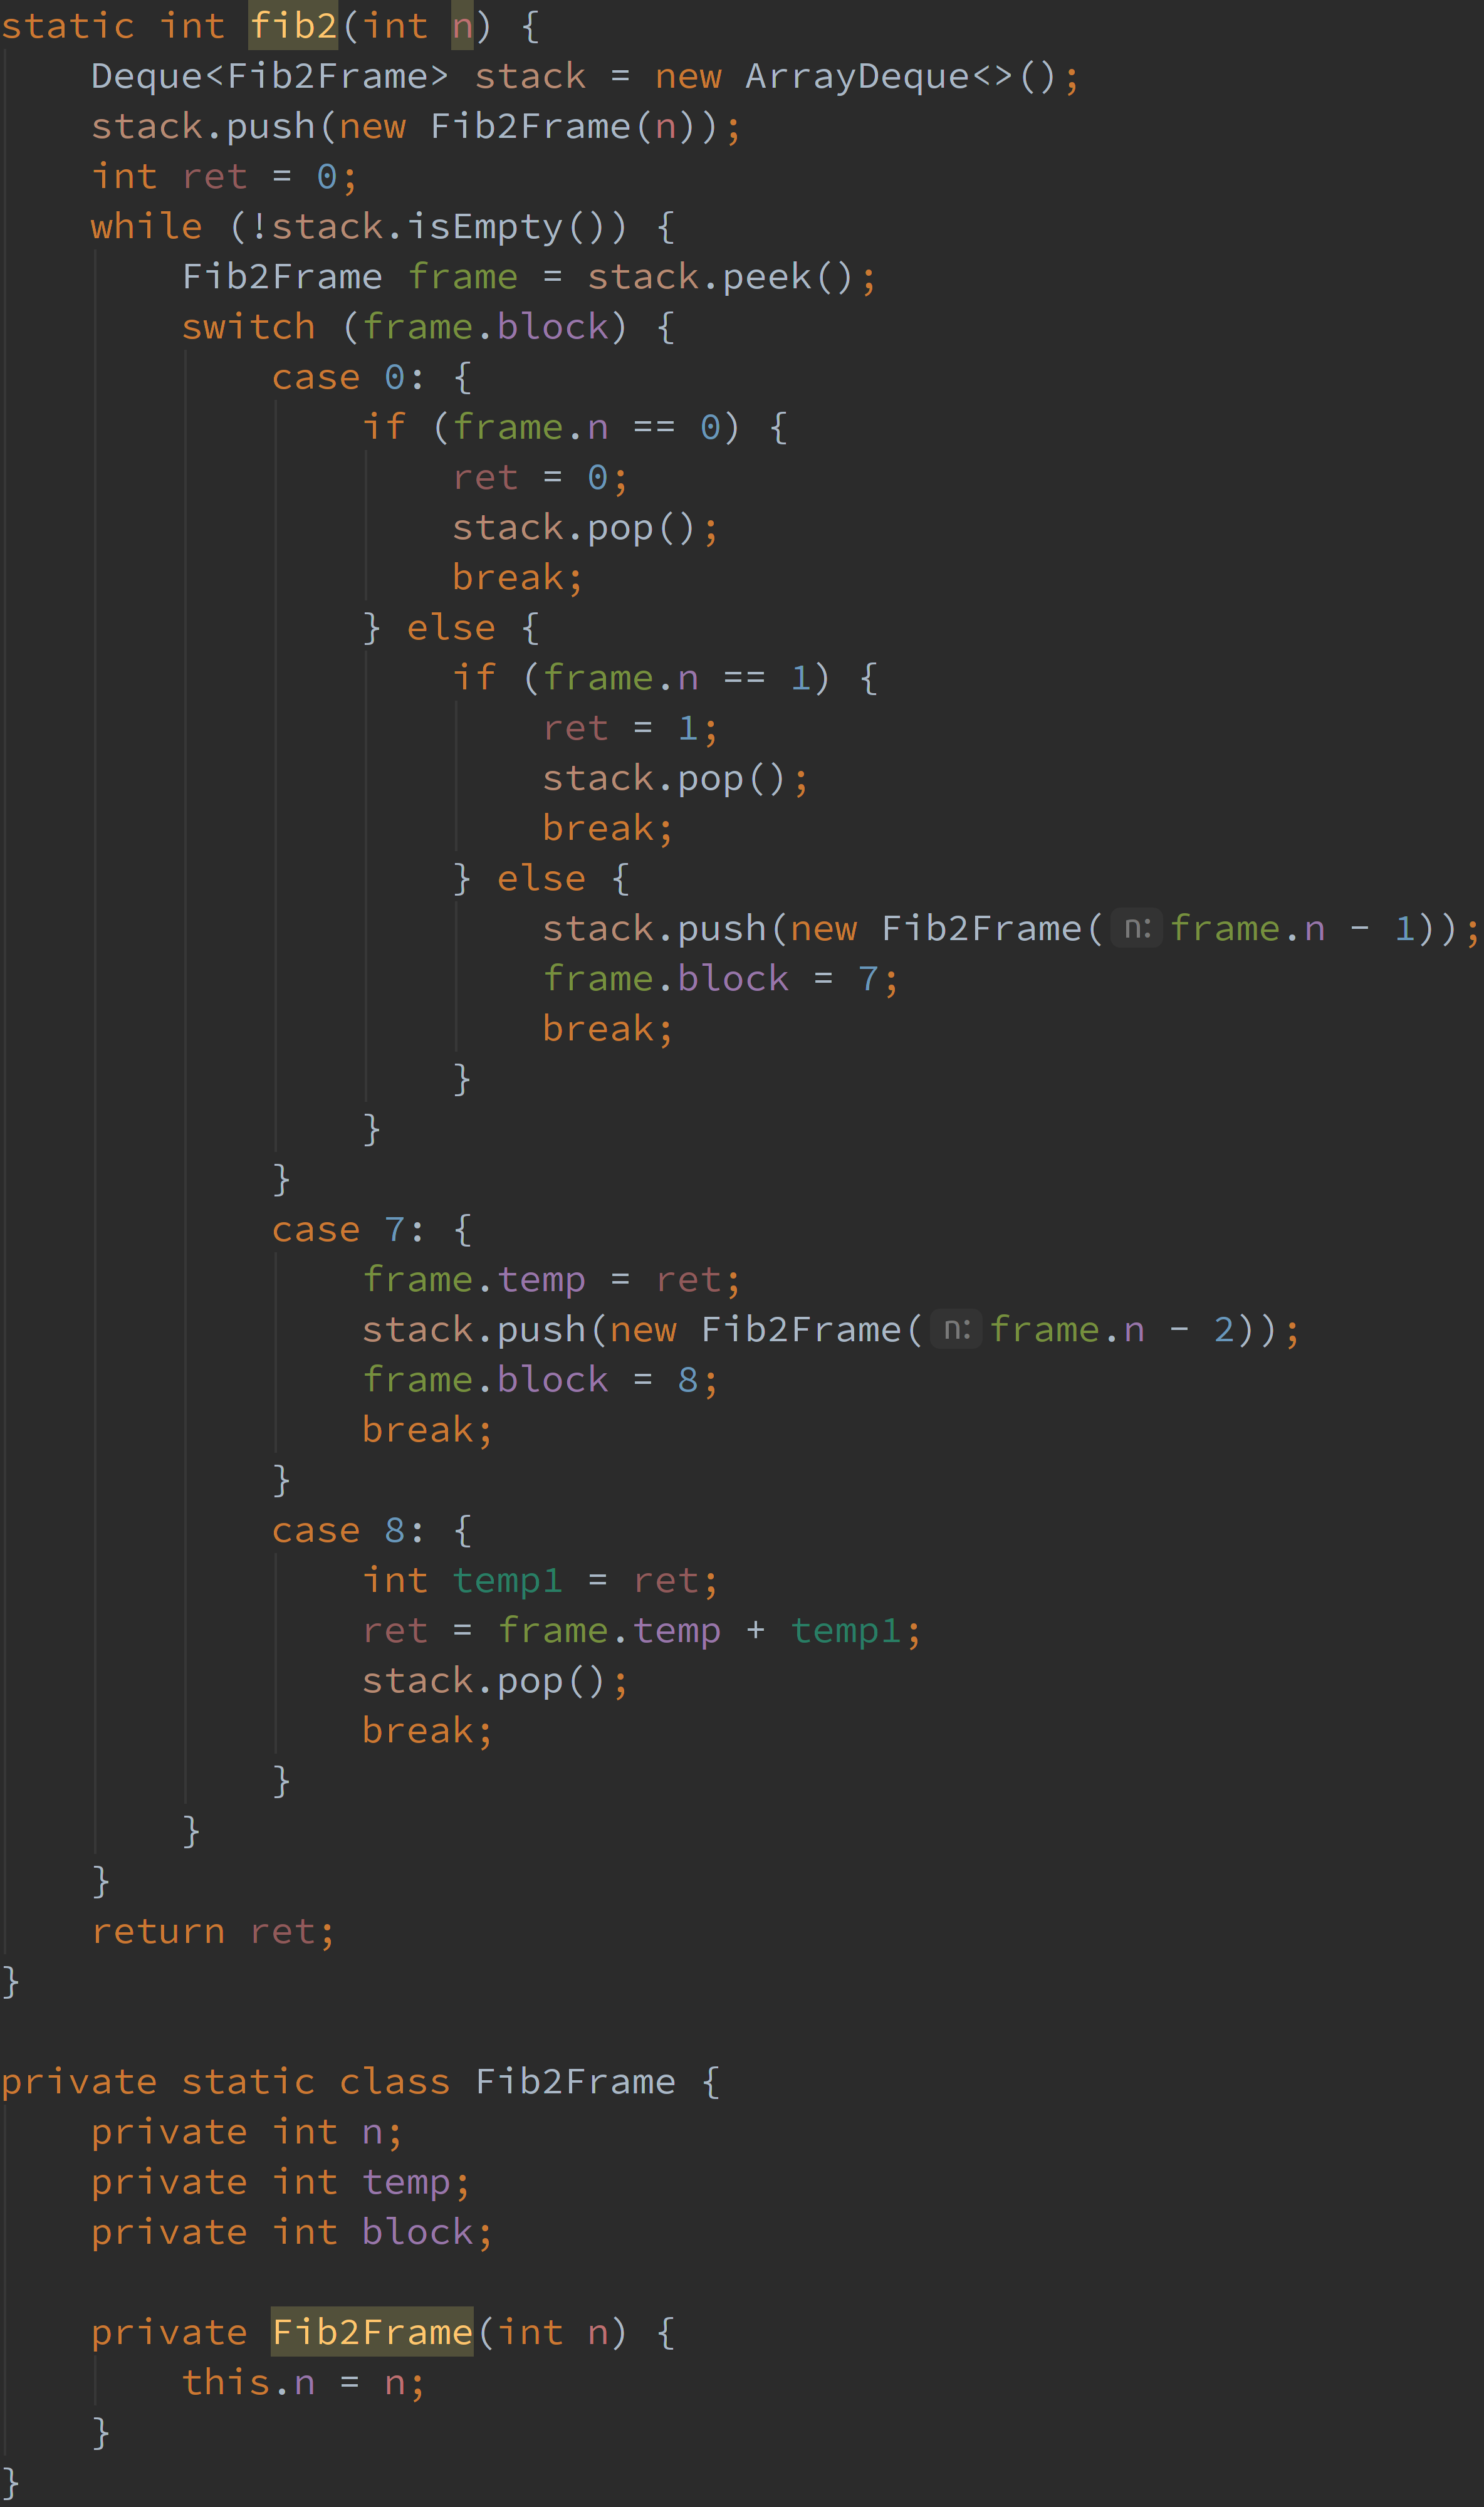 static int fib2(int n) {
    Deque<Fib2Frame> stack = new ArrayDeque<>();
    stack.push(new Fib2Frame(n));
    int ret = 0;
    while (!stack.isEmpty()) {
        Fib2Frame frame = stack.peek();
        switch (frame.block) {
            case 0: {
                if (frame.n == 0) {
                    ret = 0;
                    stack.pop();
                    break;
                } else {
                    if (frame.n == 1) {
                        ret = 1;
                        stack.pop();
                        break;
                    } else {
                        stack.push(new Fib2Frame( n: frame.n - 1));
                        frame.block = 7;
                        break;
                    }
                }
            }
            case 7: {
                frame.temp = ret;
                stack.push(new Fib2Frame( n: frame.n - 2));
                frame.block = 8;
                break;
            }
            case 8: {
                int temp1 = ret;
                ret = frame.temp + temp1;
                stack.pop();
                break;
            }
        }
    }
    return ret;
}

private static class Fib2Frame {
    private int n;
    private int temp;
    private int block;

    private Fib2Frame(int n) {
        this.n = n;
    }
}